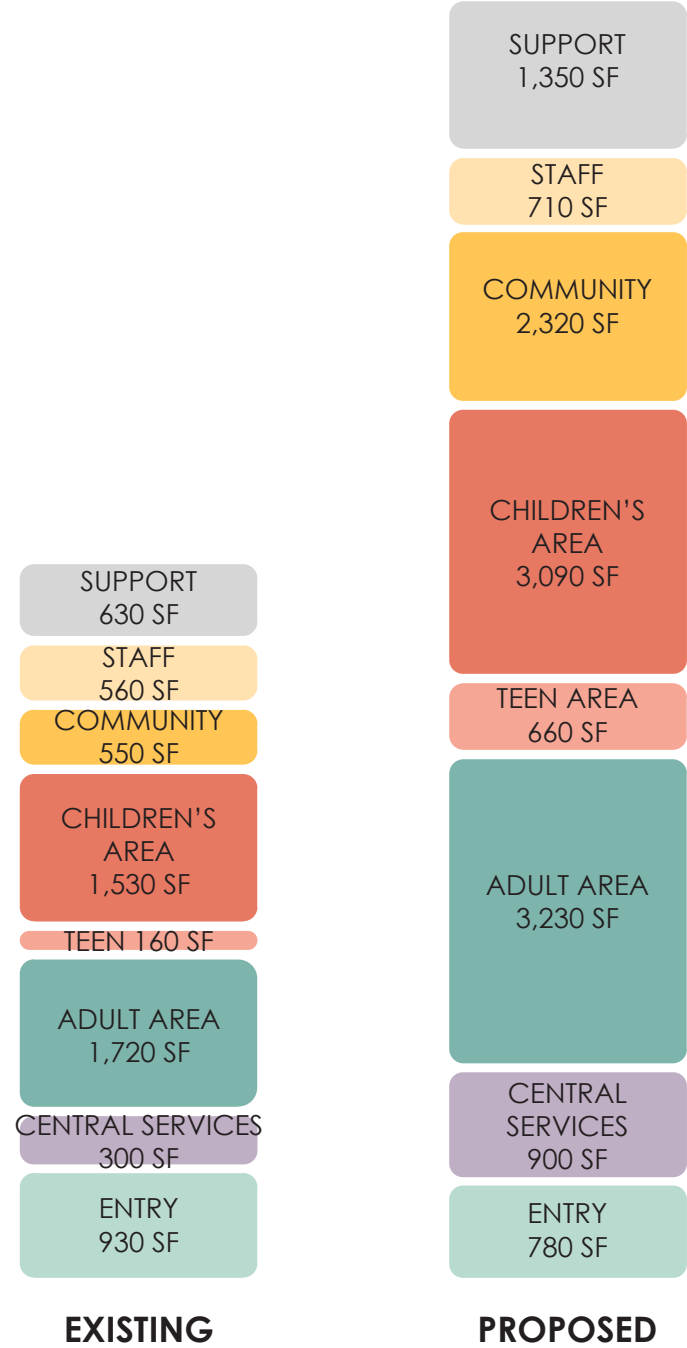 SUPPORT
630 SF
STAFF
560 SF
COMMUNITY
550 SF
CHILDREN'S
AREA
1,530 SF
TEEN 160 SF
ADULT AREA
1,720 SF
CENTRAL SERVICES
300 SF
ENTRY
930 SF
EXISTING
SUPPORT
1,350 SF
STAFF
710 SF
COMMUNITY
2,320 SF
CHILDREN'S
AREA
3,090 SF
TEEN AREA
660 SF
ADULT AREA
3,230 SF
CENTRAL
SERVICES
900 SF
ENTRY
780 SF
PROPOSED